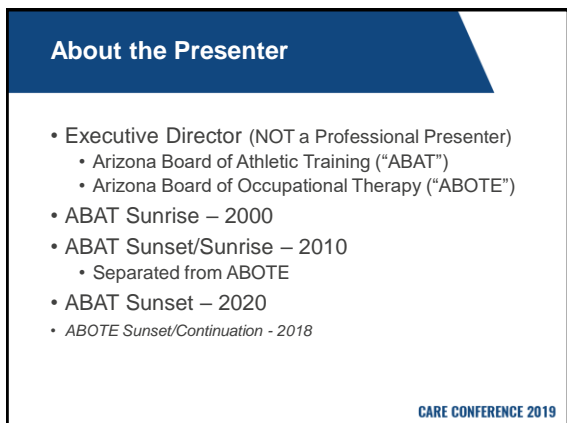 About the Presenter
• Executive Director (NOT a Professional Presenter)
• Arizona Board of Athletic Training (“ABAT”)
• Arizona Board of Occupational Therapy (“ABOTE”)
• ABAT Sunrise – 2000
• ABAT Sunset/Sunrise – 2010
• Separated from ABOTE
• ABAT Sunset – 2020
• ABOTE Sunset/Continuation - 2018
CARE CONFERENCE 2019